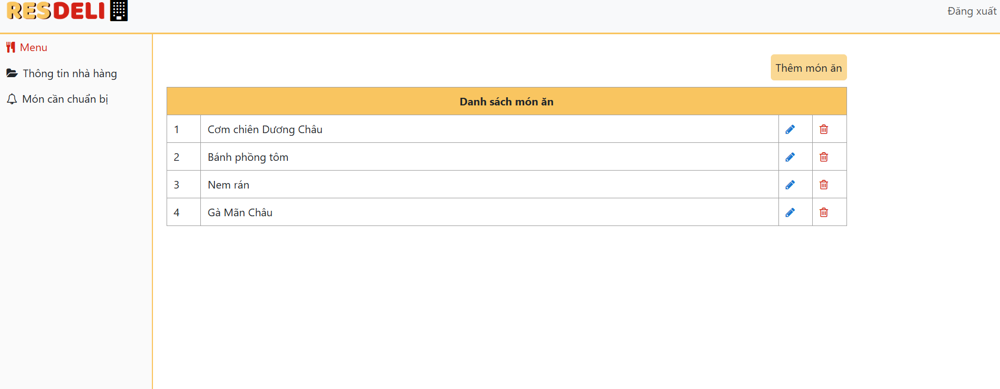 RESDELI
Đăng xuất
Menu
Thông tin nhà hàng
Món cần chuẩn bị
Thêm món ăn
Danh sách món ăn
1 Cơm chiên Dương Châu
2 Bánh phồng tôm
3 Nem rán
4 Gà Mãn Châu